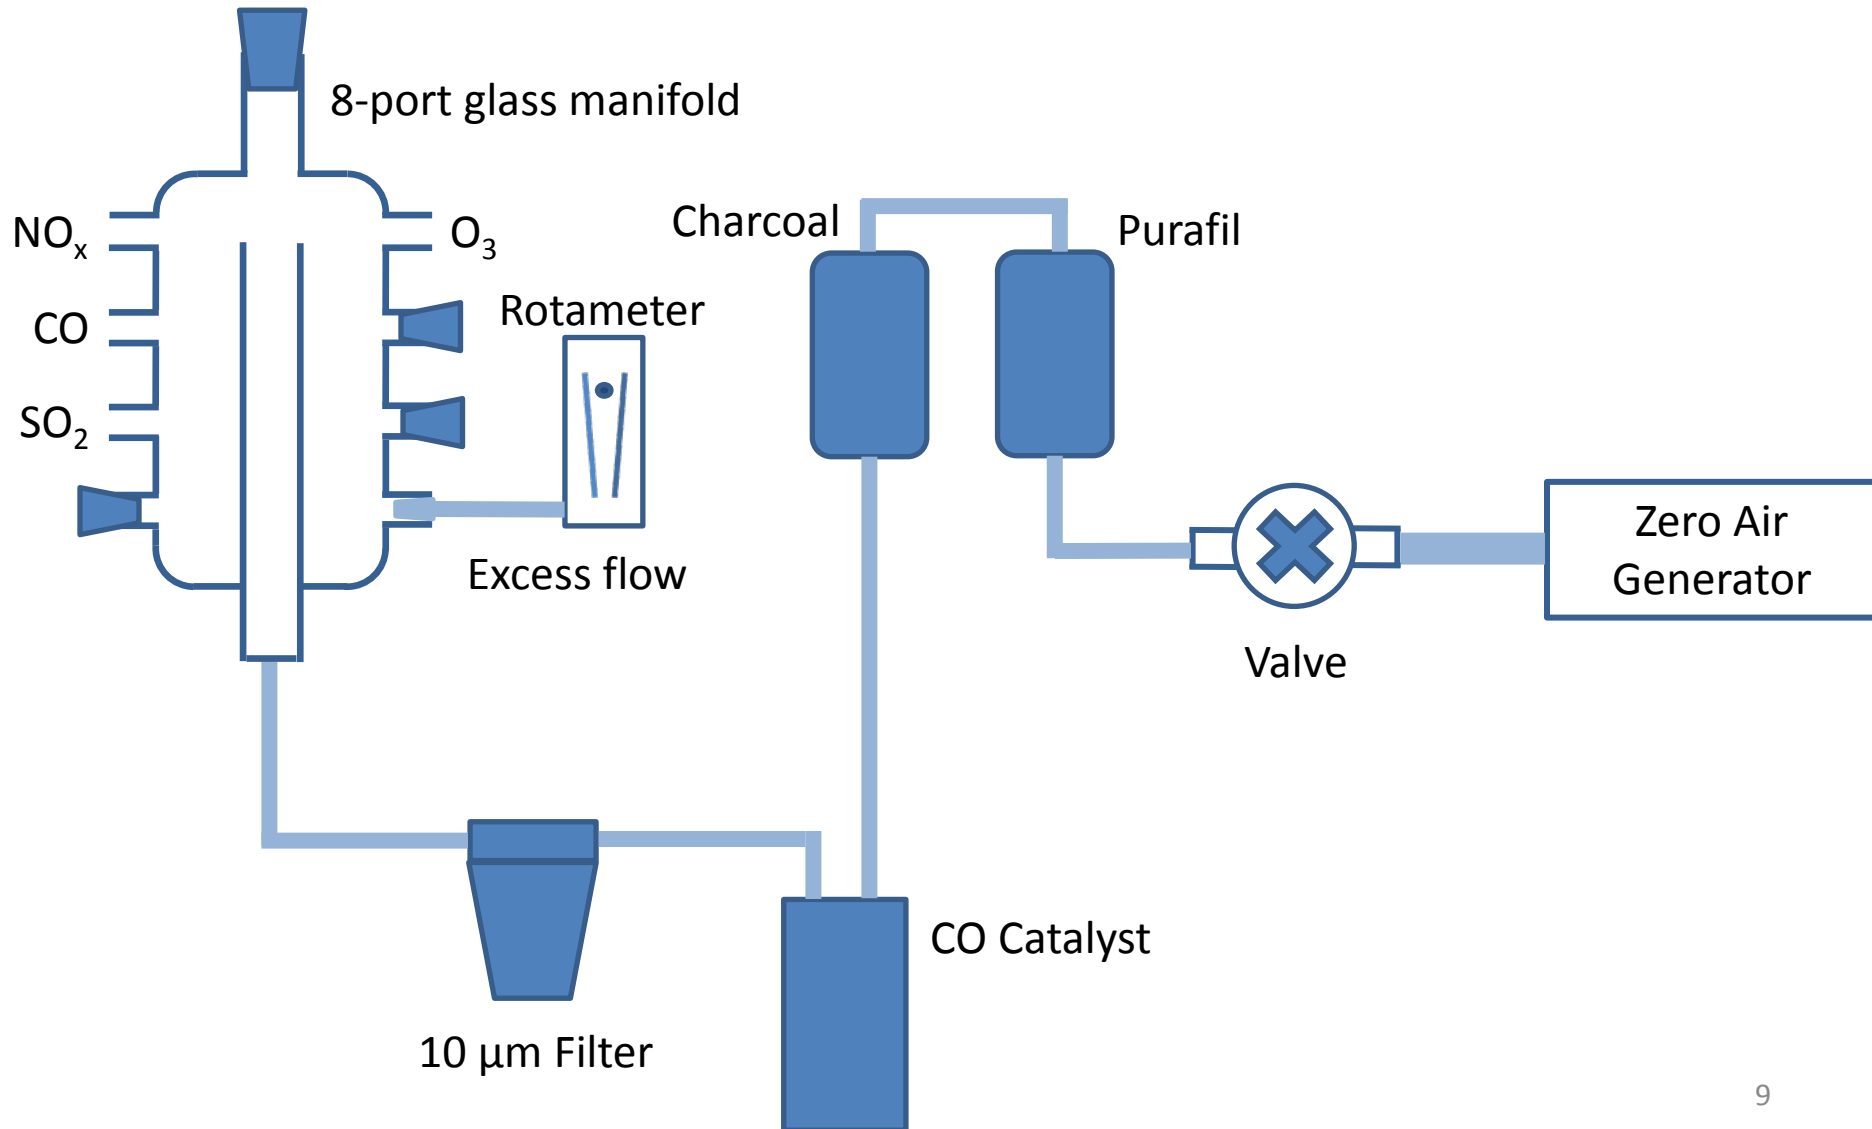 8-port glass manifold
NOₓ
O₃
CO
SO₂
Rotameter
Excess flow
Charcoal
Purafil
Zero Air
Generator
Valve
CO Catalyst
10 µm Filter
9